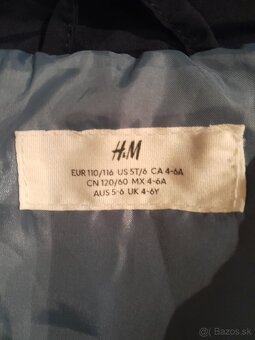 H&M
EUR 110/116 US 5T/6 CA 4-6A
CN 120/60 MX 4-6A
AUS 5-6 UK 4-6Y
Bazos.sk